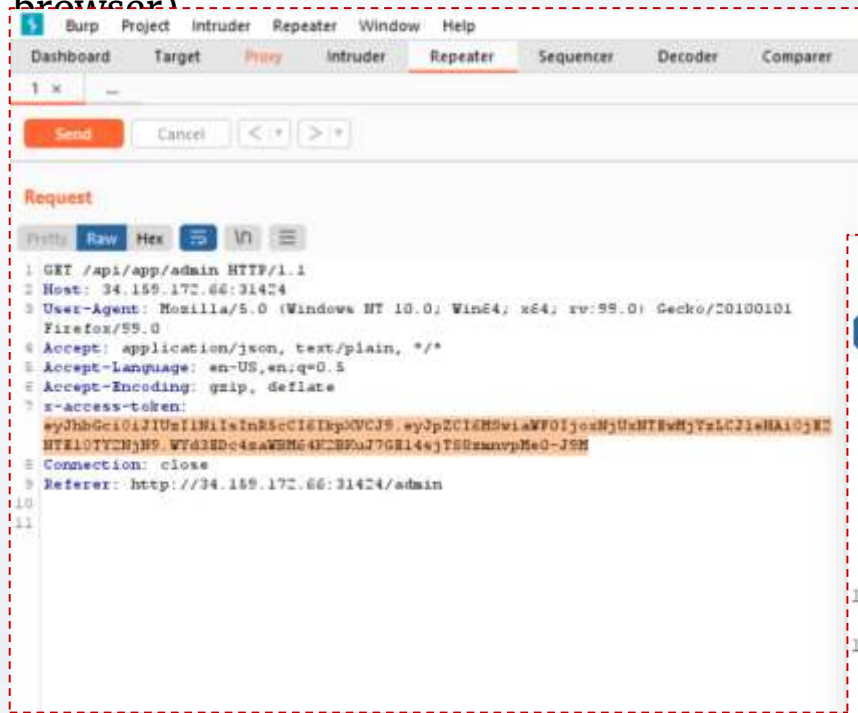 browser)
Burp Project Intruder Repeater Window Help
Dashboard Target Proxy Intruder Repeater Sequencer Decoder Comparer
1 × ...
Send Cancel < >
Request
Pretty Raw Hex \n
1 GET /api/app/admin HTTP/1.1
2 Host: 34.159.172.66:31424
3 User-Agent: Mozilla/5.0 (Windows NT 10.0; Win64; x64; rv:99.0) Gecko/20100101
Firefox/99.0
4 Accept: application/json, text/plain, */*
5 Accept-Language: en-US,en;q=0.5
6 Accept-Encoding: gzip, deflate
7 x-access-token:
8 Connection: close
9 Referer: http://34.159.172.66:31424/admin
10
11